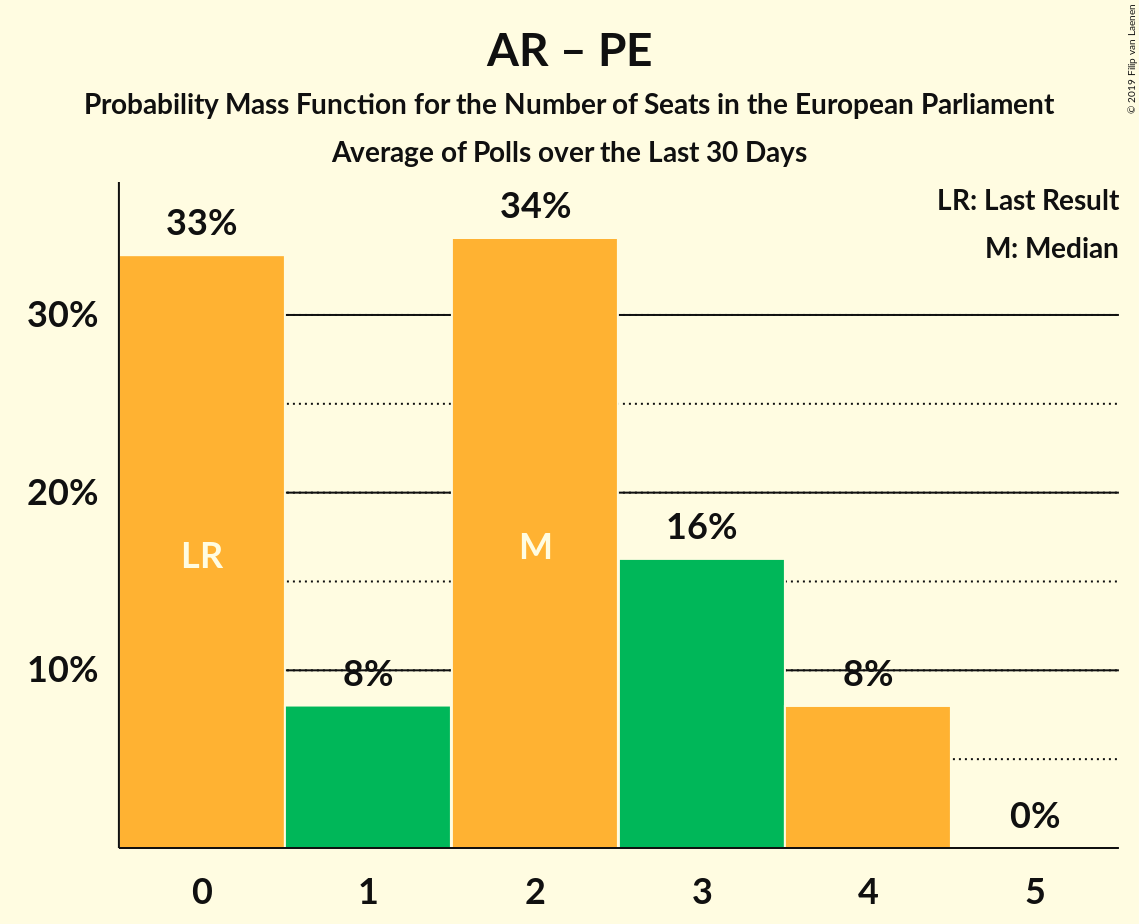 AR – PE
Probability Mass Function for the Number of Seats in the European Parliament
Average of Polls over the Last 30 Days
© 2019 Filip van Laenen
LR: Last Result
M: Median
33%
34%
30%
20%
16%
LR
M
10%
8%
8%
0%
0
1
2
3
4
5